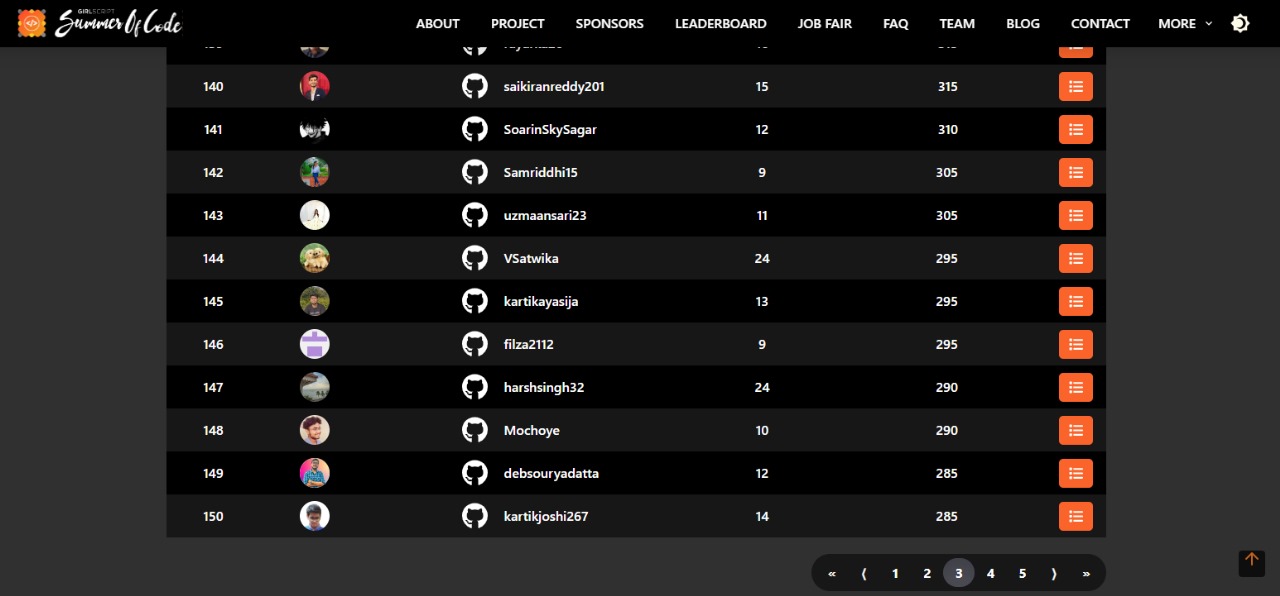 GIRLSCRIPT
Summer Of Code
ABOUT PROJECT SPONSORS LEADERBOARD JOB FAIR FAQ TEAM BLOG CONTACT MORE
140 saikiranreddy201 15 315
141 SoarinSkySagar 12 310
142 Samriddhi15 9 305
143 uzmaansari23 11 305
144 VSatwika 24 295
145 kartikayasija 13 295
146 filza2112 9 295
147 harshsingh32 24 290
148 Mochoye 10 290
149 debsouryadatta 12 285
150 kartikjoshi267 14 285
« ⟨ 1 2 3 4 5 ⟩ »